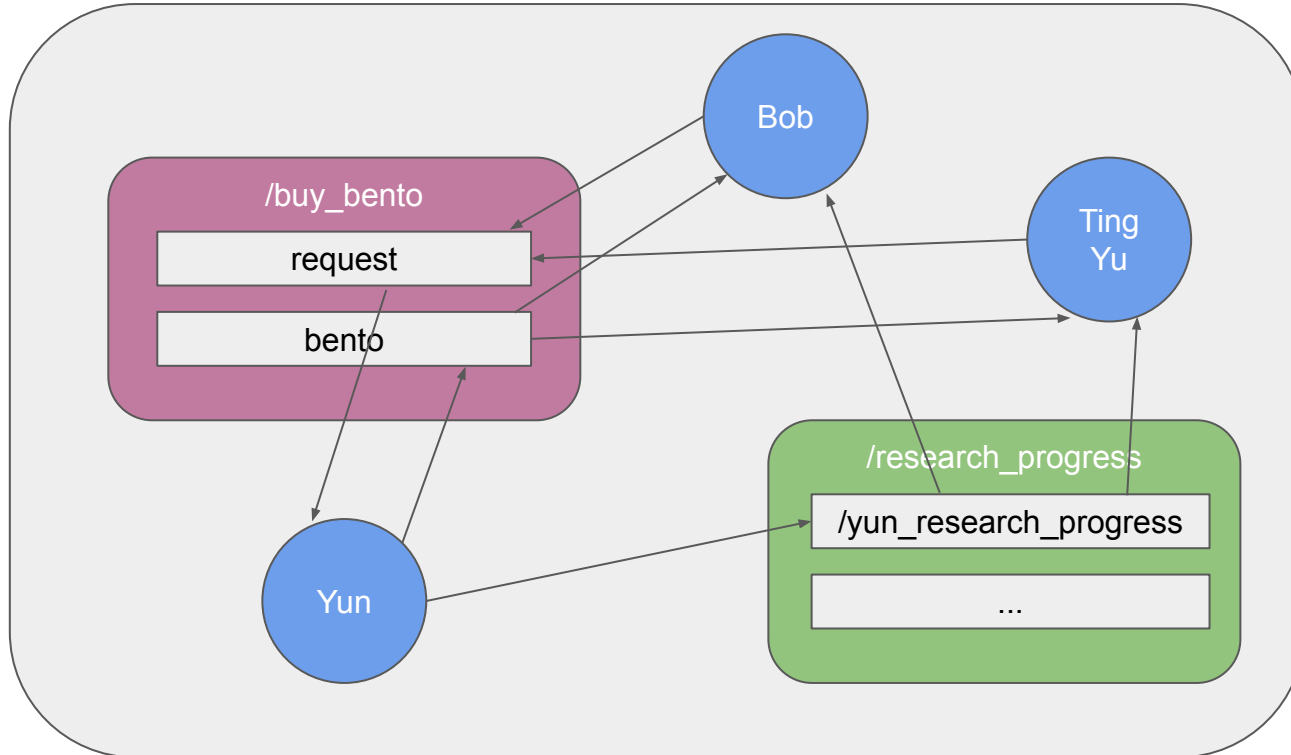 Bob
/buy_bento
request
bento
Ting
Yu
/research_progress
/yun_research_progress
...
Yun